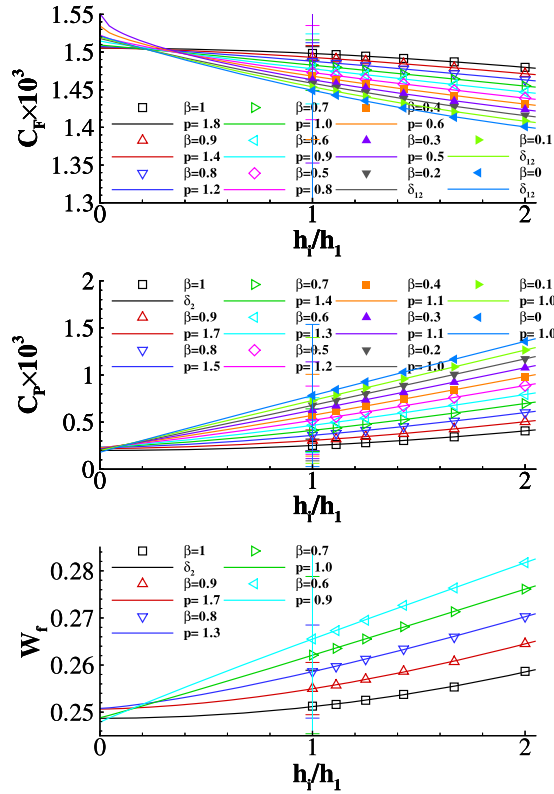 1.55
1.5
1.45
1.4
1.35
1.3
C_F×10^3
β=1
p= 1.8
β=0.9
p= 1.4
β=0.8
p= 1.2
β=0.7
p= 1.0
β=0.6
p= 0.9
β=0.5
p= 0.8
β=0.4
p= 0.6
β=0.3
p= 0.5
β=0.2
δ_12
β=0.1
δ_12
β=0
δ_12
0 1 2
h_i/h_1
2
1.5
1
0.5
0
C_P×10^3
β=1
δ_2
β=0.9
p= 1.7
β=0.8
p= 1.5
β=0.7
p= 1.4
β=0.6
p= 1.3
β=0.5
p= 1.2
β=0.4
p= 1.1
β=0.3
p= 1.1
β=0.2
p= 1.0
β=0.1
p= 1.0
β=0
p= 1.0
0 1 2
h_i/h_1
0.28
0.27
0.26
0.25
W_f
β=1
δ_2
β=0.9
p= 1.7
β=0.8
p= 1.3
β=0.7
p= 1.0
β=0.6
p= 0.9
0 1 2
h_i/h_1